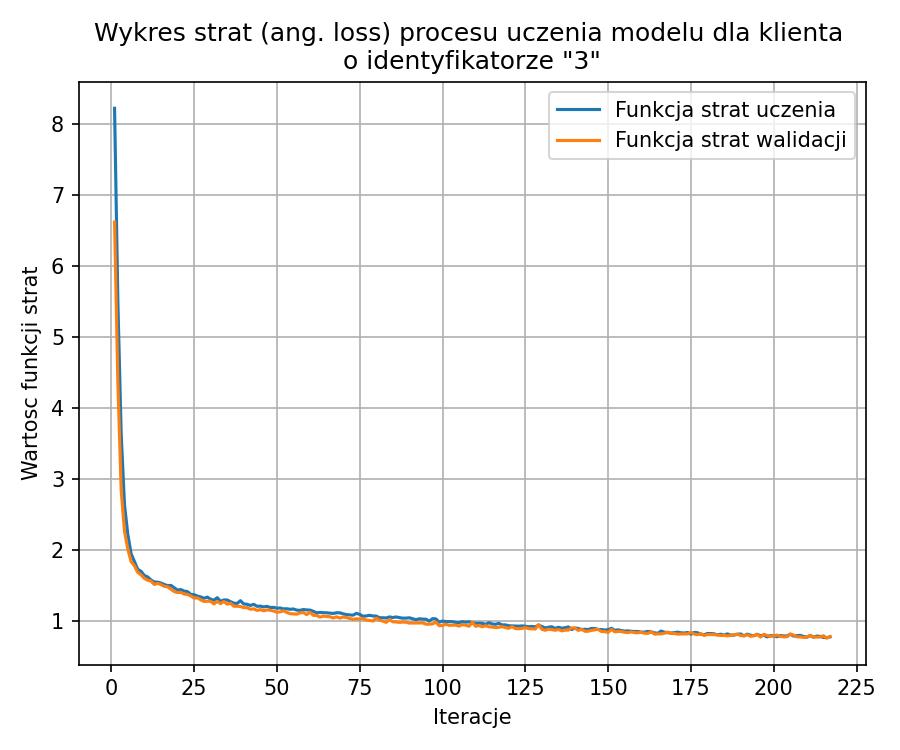 Wykres strat (ang. loss) procesu uczenia modelu dla klienta
o identyfikatorze "3"
Funkcja strat uczenia
Funkcja strat walidacji
Wartosc funkcji strat
8
7
6
5
4
3
2
1
0 25 50 75 100 125 150 175 200 225
Iteracje